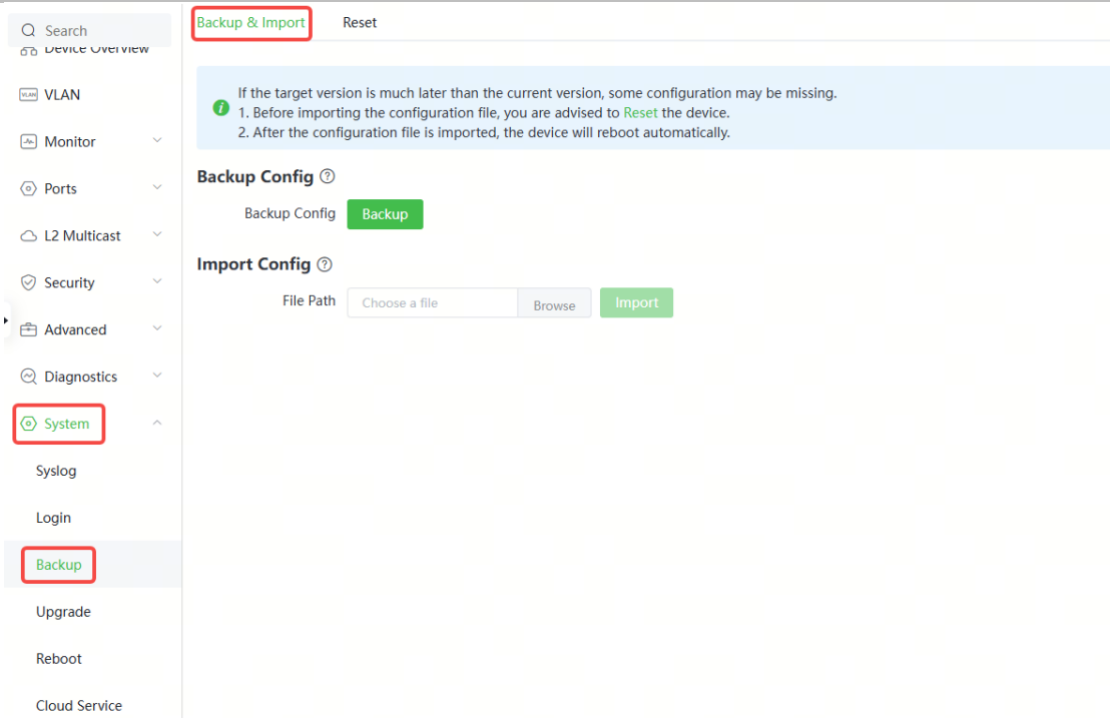 Search
Device Overview
VLAN
VLAN
Monitor
Ports
L2 Multicast
Security
Advanced
Diagnostics
System
Syslog
Login
Backup
Upgrade
Reboot
Cloud Service
Backup & Import
Reset
If the target version is much later than the current version, some configuration may be missing.
1. Before importing the configuration file, you are advised to Reset the device.
2. After the configuration file is imported, the device will reboot automatically.
Backup Config ?
Backup Config Backup
Import Config ?
File Path Choose a file Browse Import